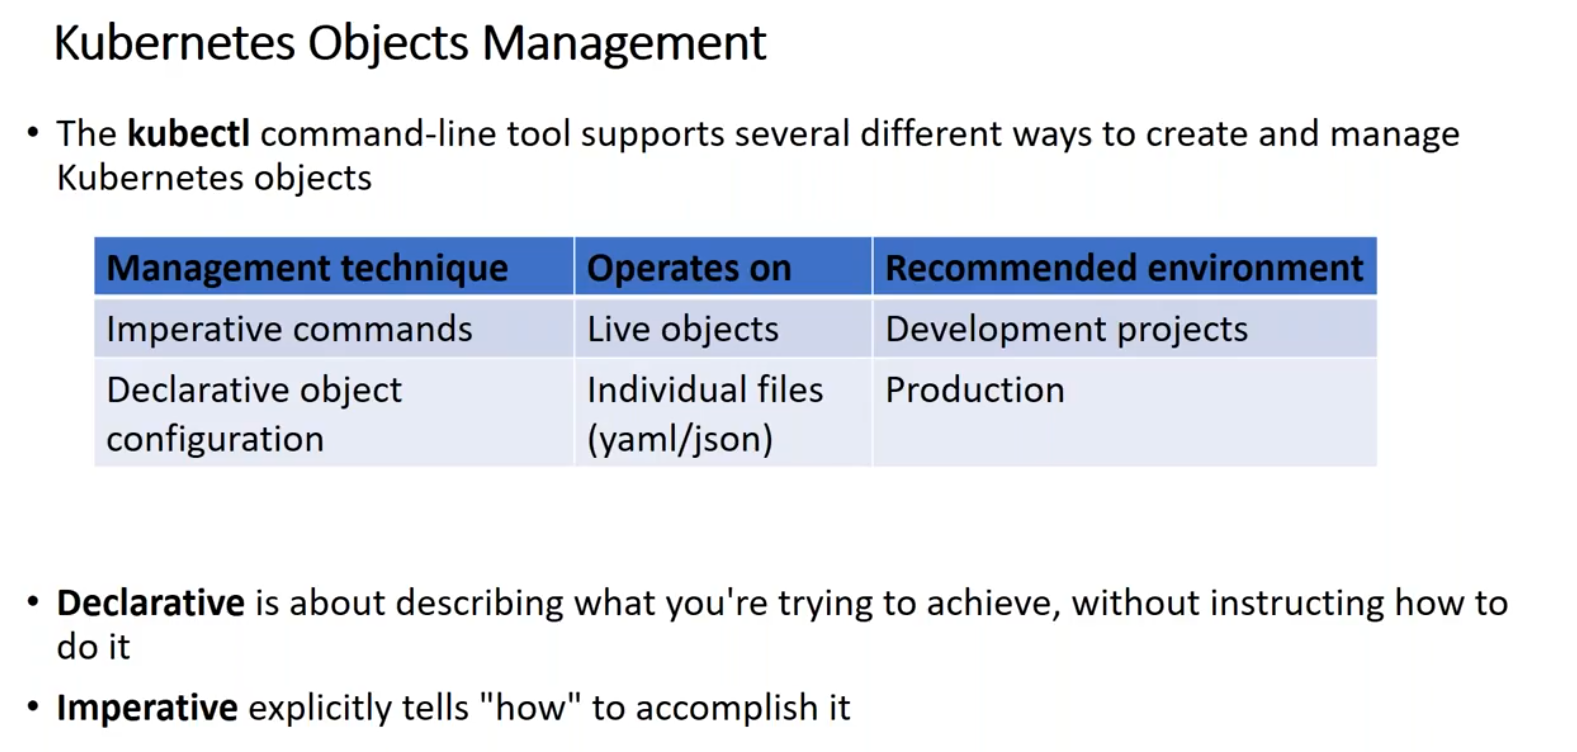 Kubernetes Objects Management
• The kubectl command-line tool supports several different ways to create and manage
Kubernetes objects
Management technique Operates on Recommended environment
Imperative commands Live objects Development projects
Declarative object Individual files Production
configuration (yaml/json)
• Declarative is about describing what you're trying to achieve, without instructing how to
do it
• Imperative explicitly tells "how" to accomplish it